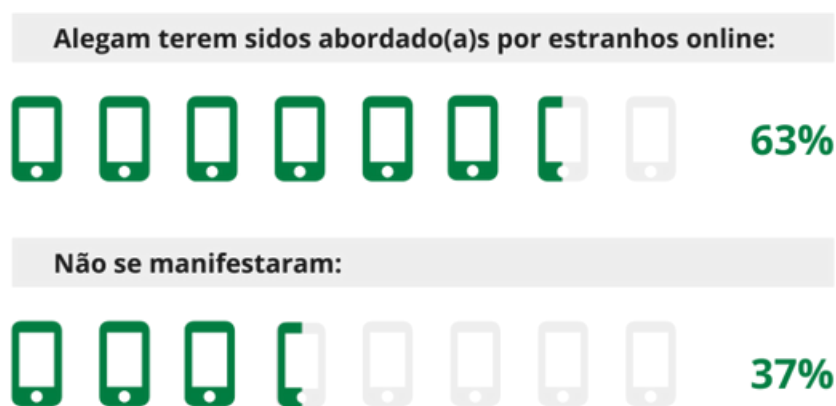 Alegam terem sidos abordado(a)s por estranhos online:
63%
Não se manifestaram:
37%